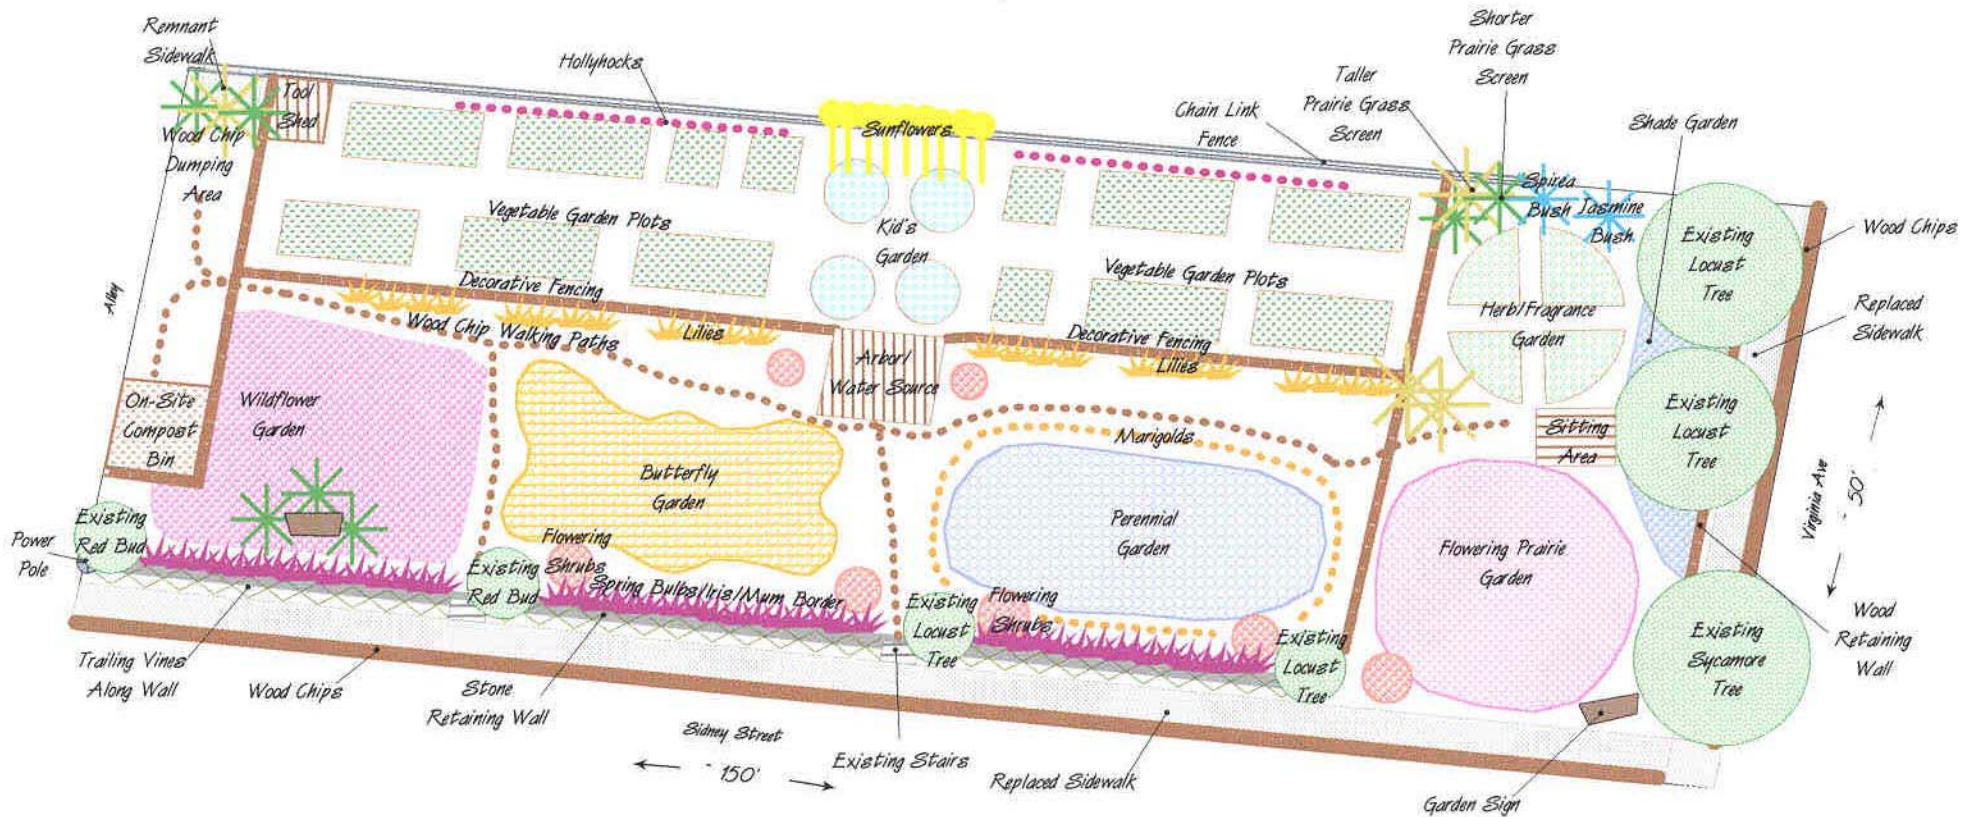 Remnant
Sidewalk
Tool
Shed
Wood Chip
Dumping
Area
Hollyhocks
Sunflowers
Chain Link
Fence
Taller
Prairie Grass
Screen
Shorter
Prairie Grass
Screen
Shade Garden
Spirea
Bush
Jasmine
Bush
Existing
Locust
Tree
Wood Chips
Replaced
Sidewalk
Vegetable Garden Plots
Kid's
Garden
Vegetable Garden Plots
Herb/Fragrance
Garden
Alley
Decorative Fencing
Wood Chip Walking Paths
Lilies
Arbor/
Water Source
Decorative Fencing
Lilies
On-Site
Compost
Bin
Wildflower
Garden
Butterfly
Garden
Marigolds
Perennial
Garden
Sitting
Area
Existing
Locust
Tree
Virginia Ave
~ 50'
Flowering Prairie
Garden
Power
Pole
Existing
Red Bud
Existing
Red Bud
Flowering
Shrubs
Spring Bulbs/Iris/Mum Border
Existing
Locust
Tree
Flowering
Shrubs
Existing
Locust
Tree
Existing
Sycamore
Tree
Wood
Retaining
Wall
Trailing Vines
Along Wall
Wood Chips
Stone
Retaining Wall
Sidney Street
~ 150'
Existing Stairs
Replaced Sidewalk
Garden Sign